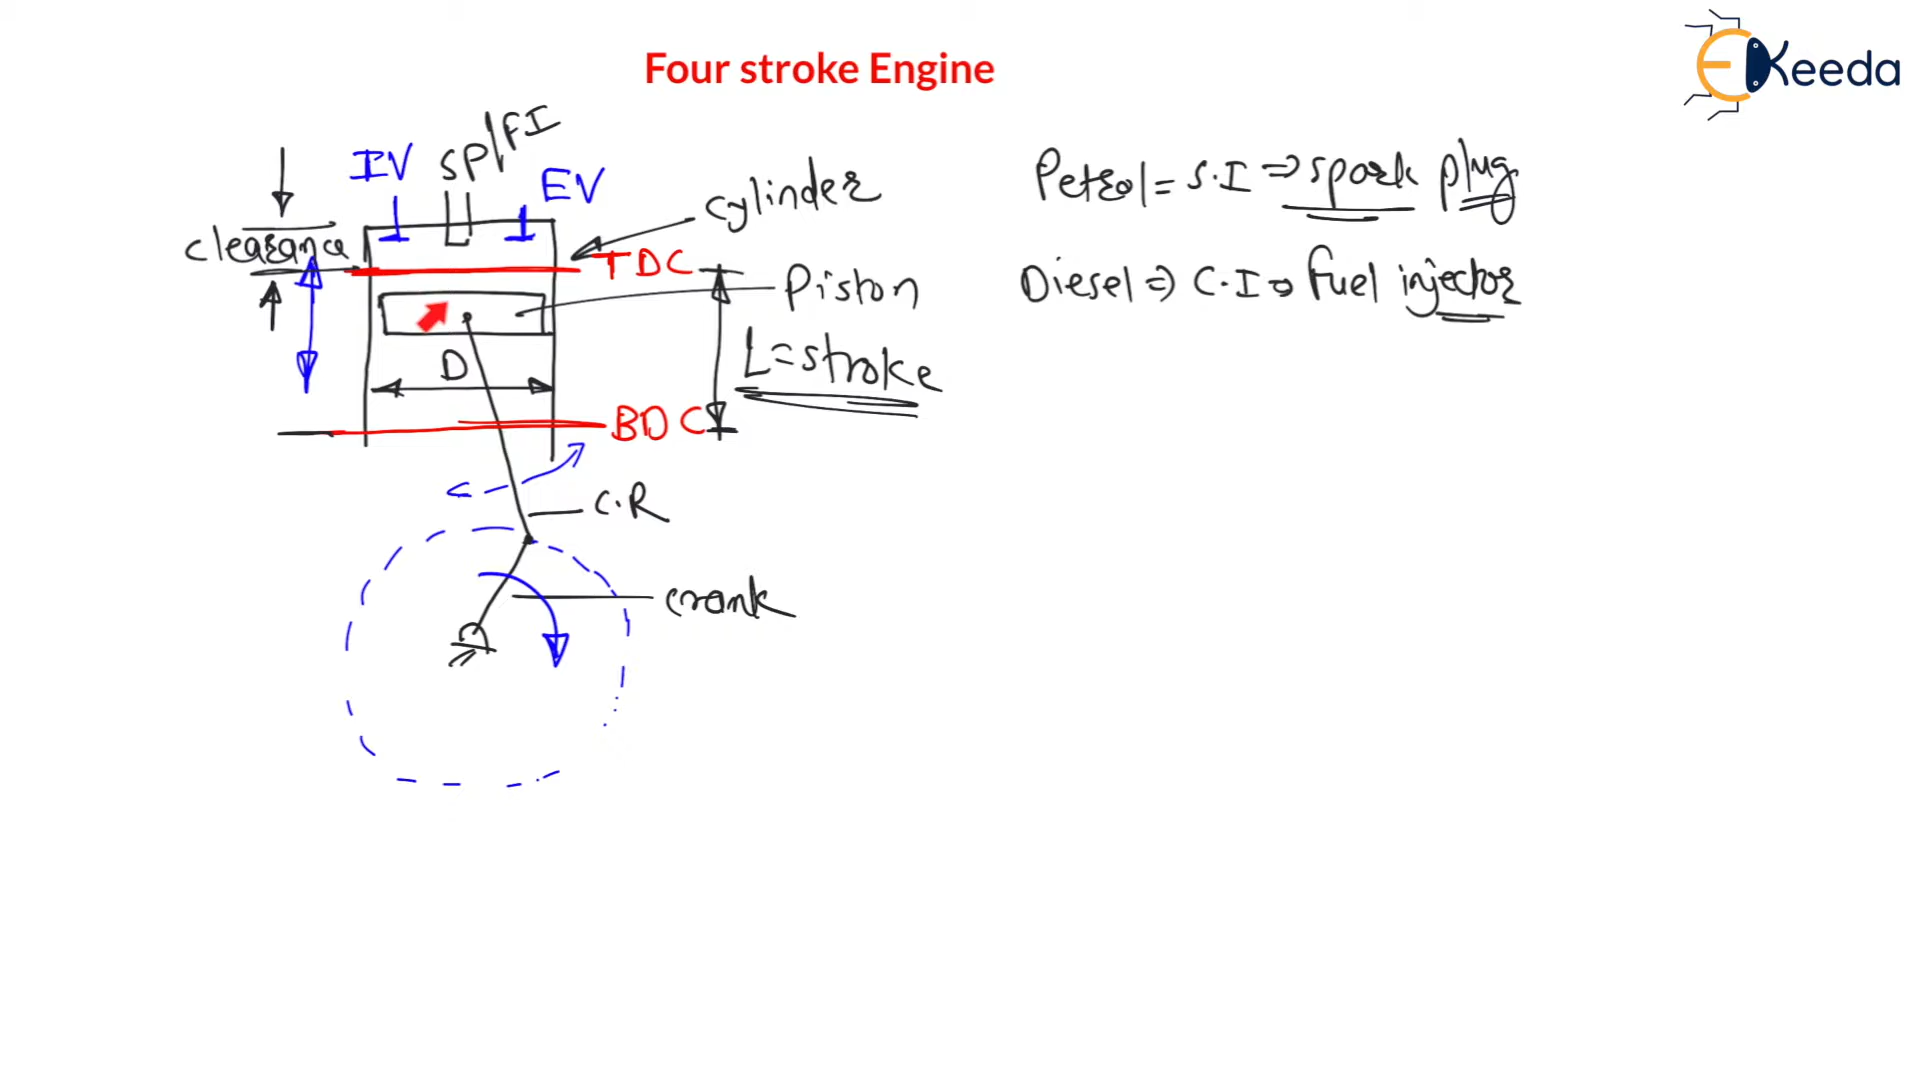 Four stroke Engine
EKeeda
IV
SP/FI
EV
cylinder
Petrol = S.I ⇒ spark plug
clearance
TDC
Piston
Diesel ⇒ C.I ⇒ Fuel injector
D
L = stroke
BDC
C.R
crank